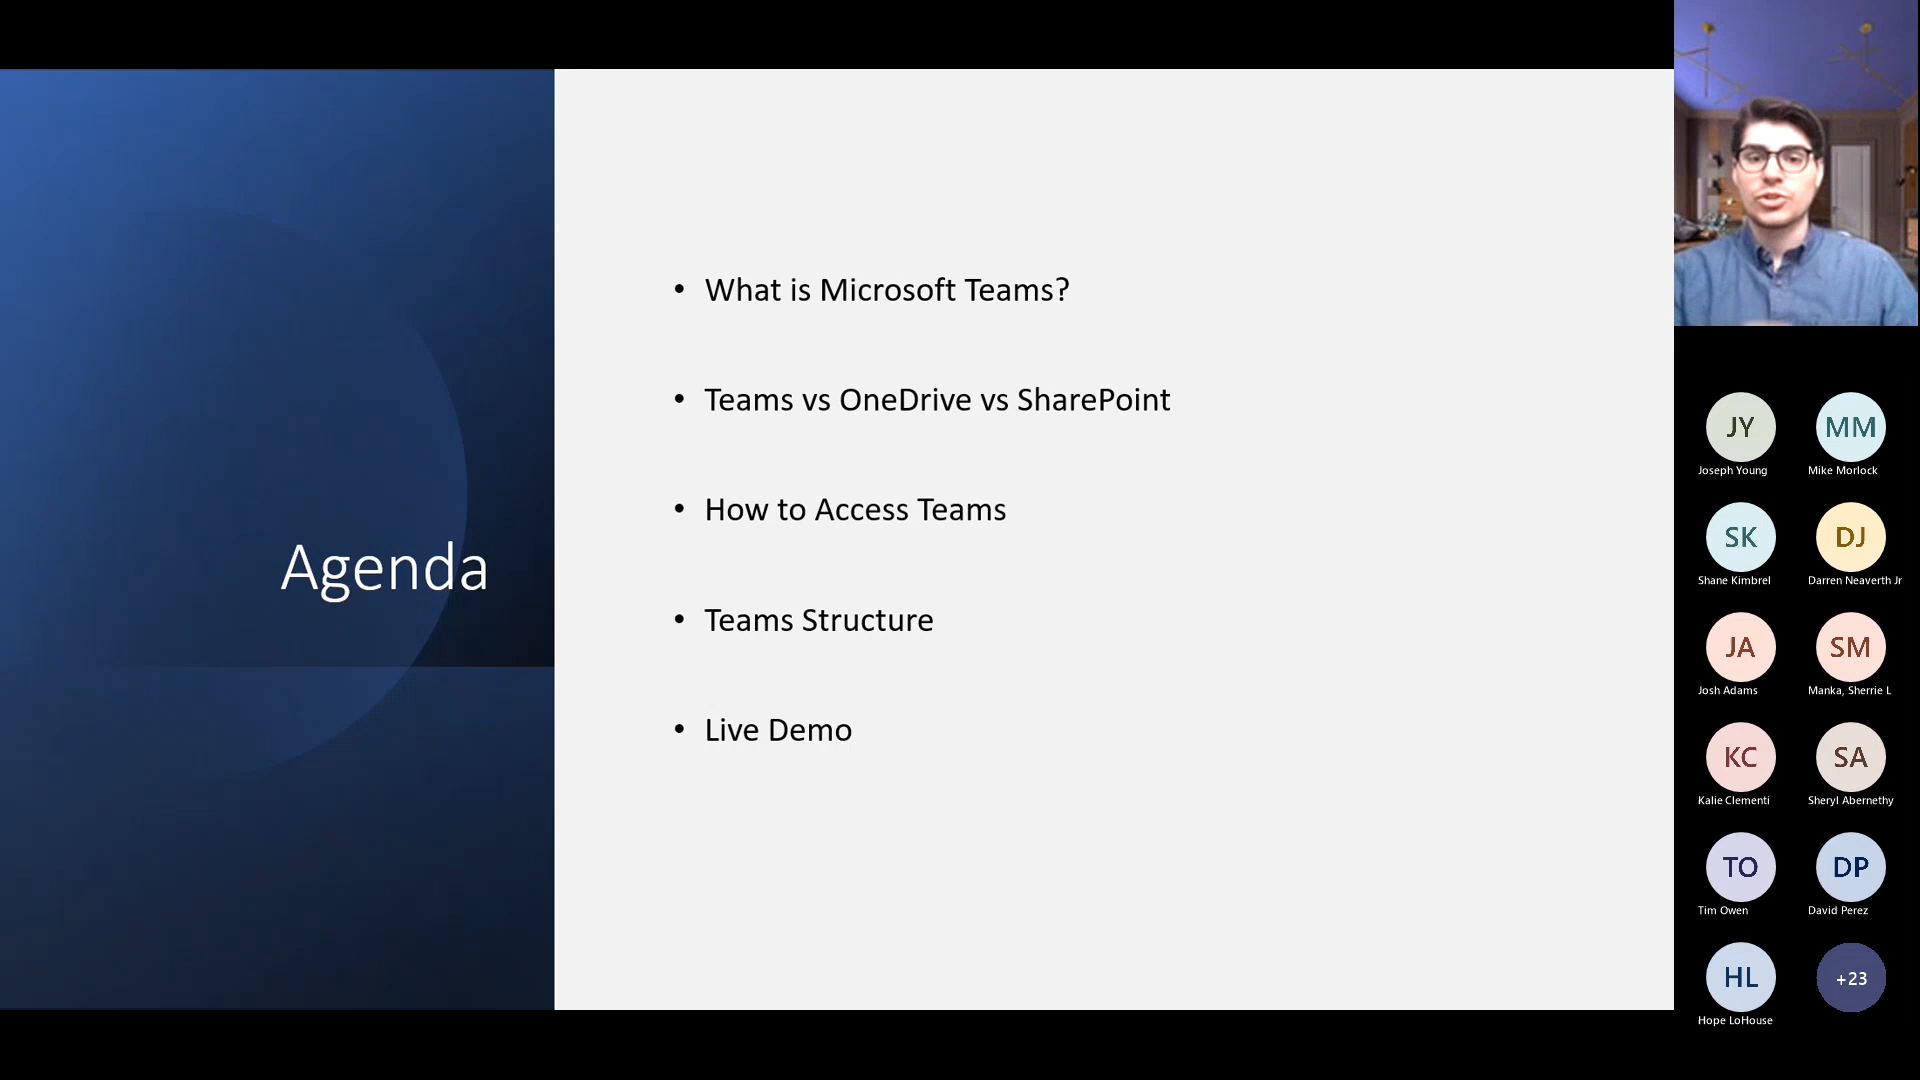 Agenda
What is Microsoft Teams?
Teams vs OneDrive vs SharePoint
How to Access Teams
Teams Structure
Live Demo
JY
MM
Joseph Young
Mike Morlock
SK
DJ
Shane Kimbrel
Darren Neaverth Jr
JA
SM
Josh Adams
Manka, Sherrie L
KC
SA
Kalie Clementi
Sheryl Abernethy
TO
DP
Tim Owen
David Perez
HL
+23
Hope LoHouse